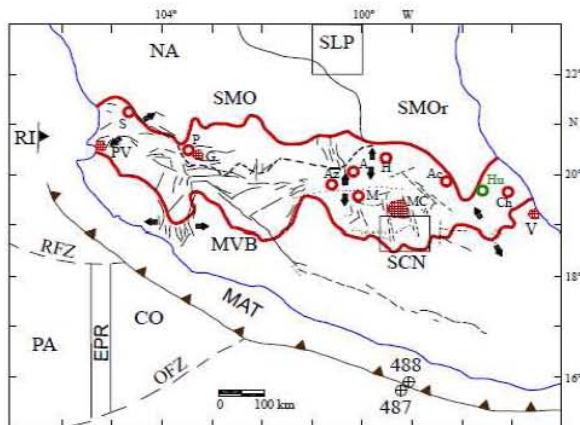 104° 100° W
NA
SLP
22°
SMO
SMOr
N
20°
RI
S
P
G
PV
A
H
Az
Ac
Hu
M
MC
Ch
V
MVB
SCN
RFZ
MAT
18°
CO
PA
EPR
OFZ
488
487
16°
0 100 km